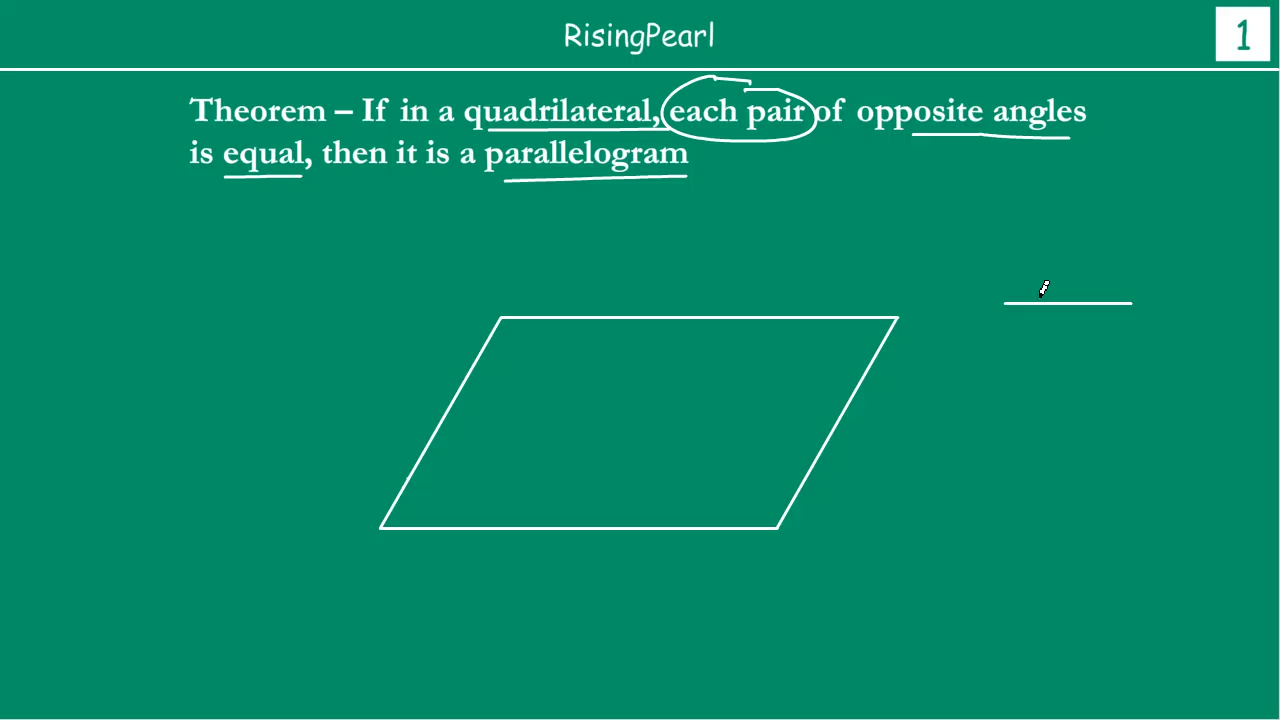 RisingPearl
1
Theorem – If in a quadrilateral, each pair of opposite angles
is equal, then it is a parallelogram